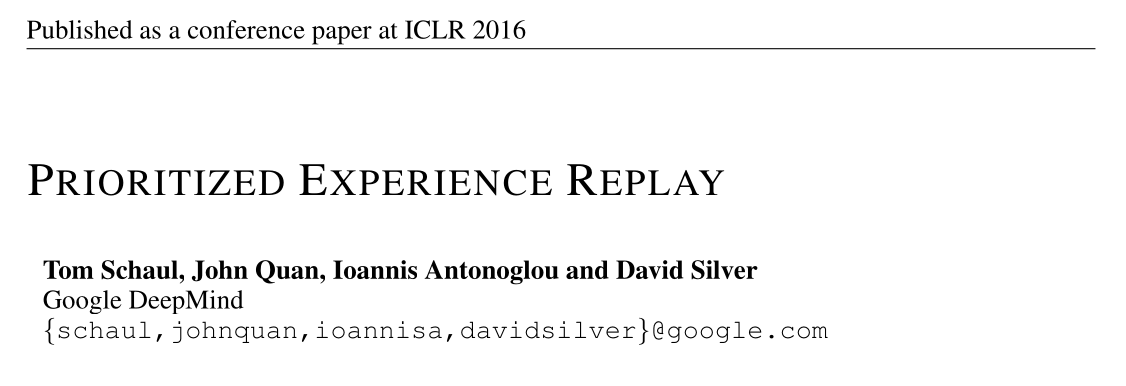 Published as a conference paper at ICLR 2016
PRIORITIZED EXPERIENCE REPLAY
Tom Schaul, John Quan, Ioannis Antonoglou and David Silver
Google DeepMind
{schaul,johnquan,ioannisa,davidsilver}@google.com